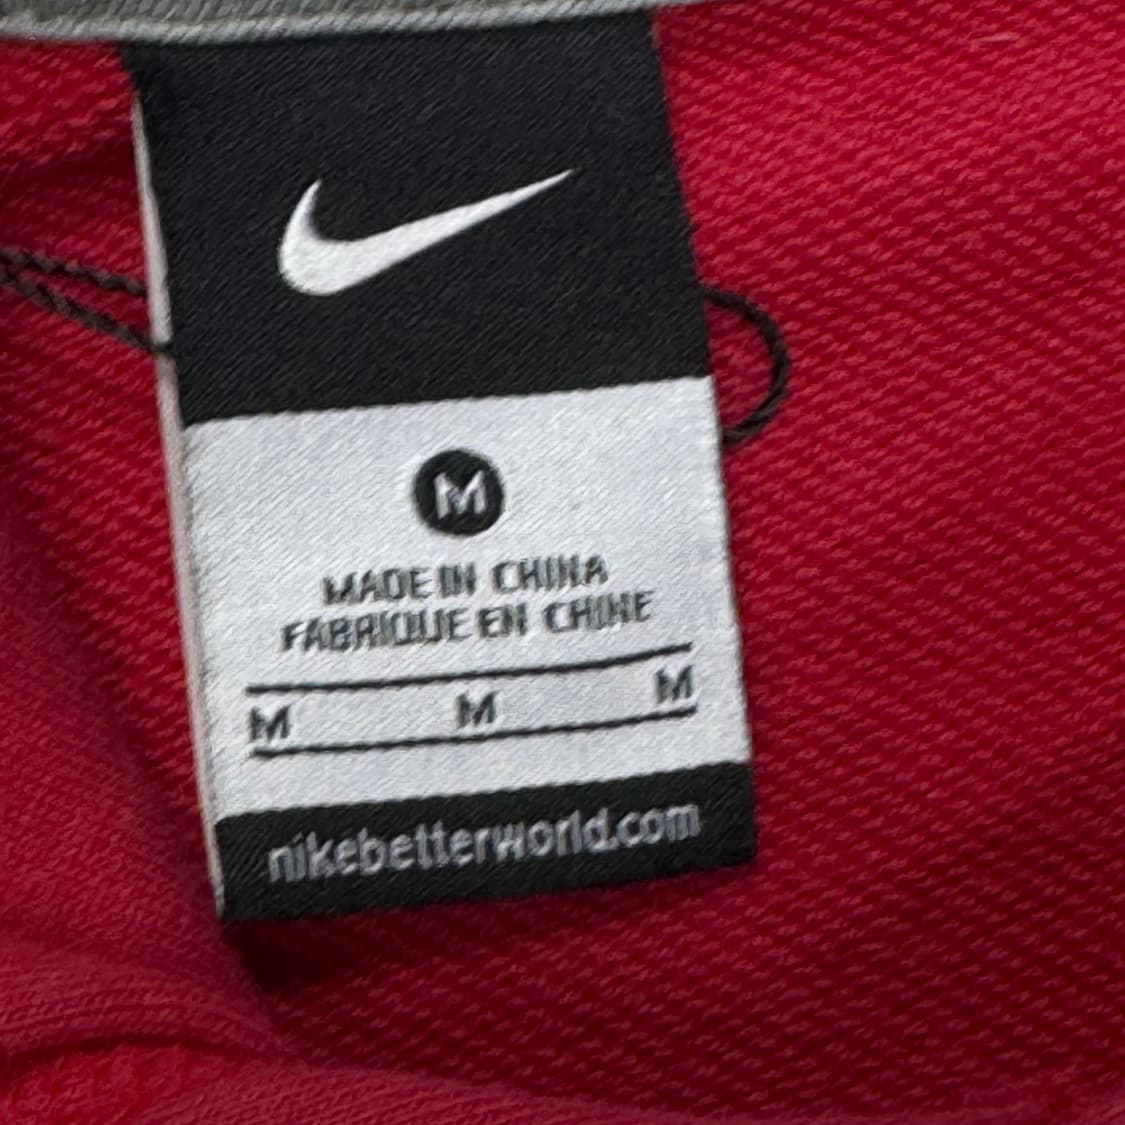 M
MADE IN CHINA
FABRIQUE EN CHINE
M M M
nikebetterworld.com